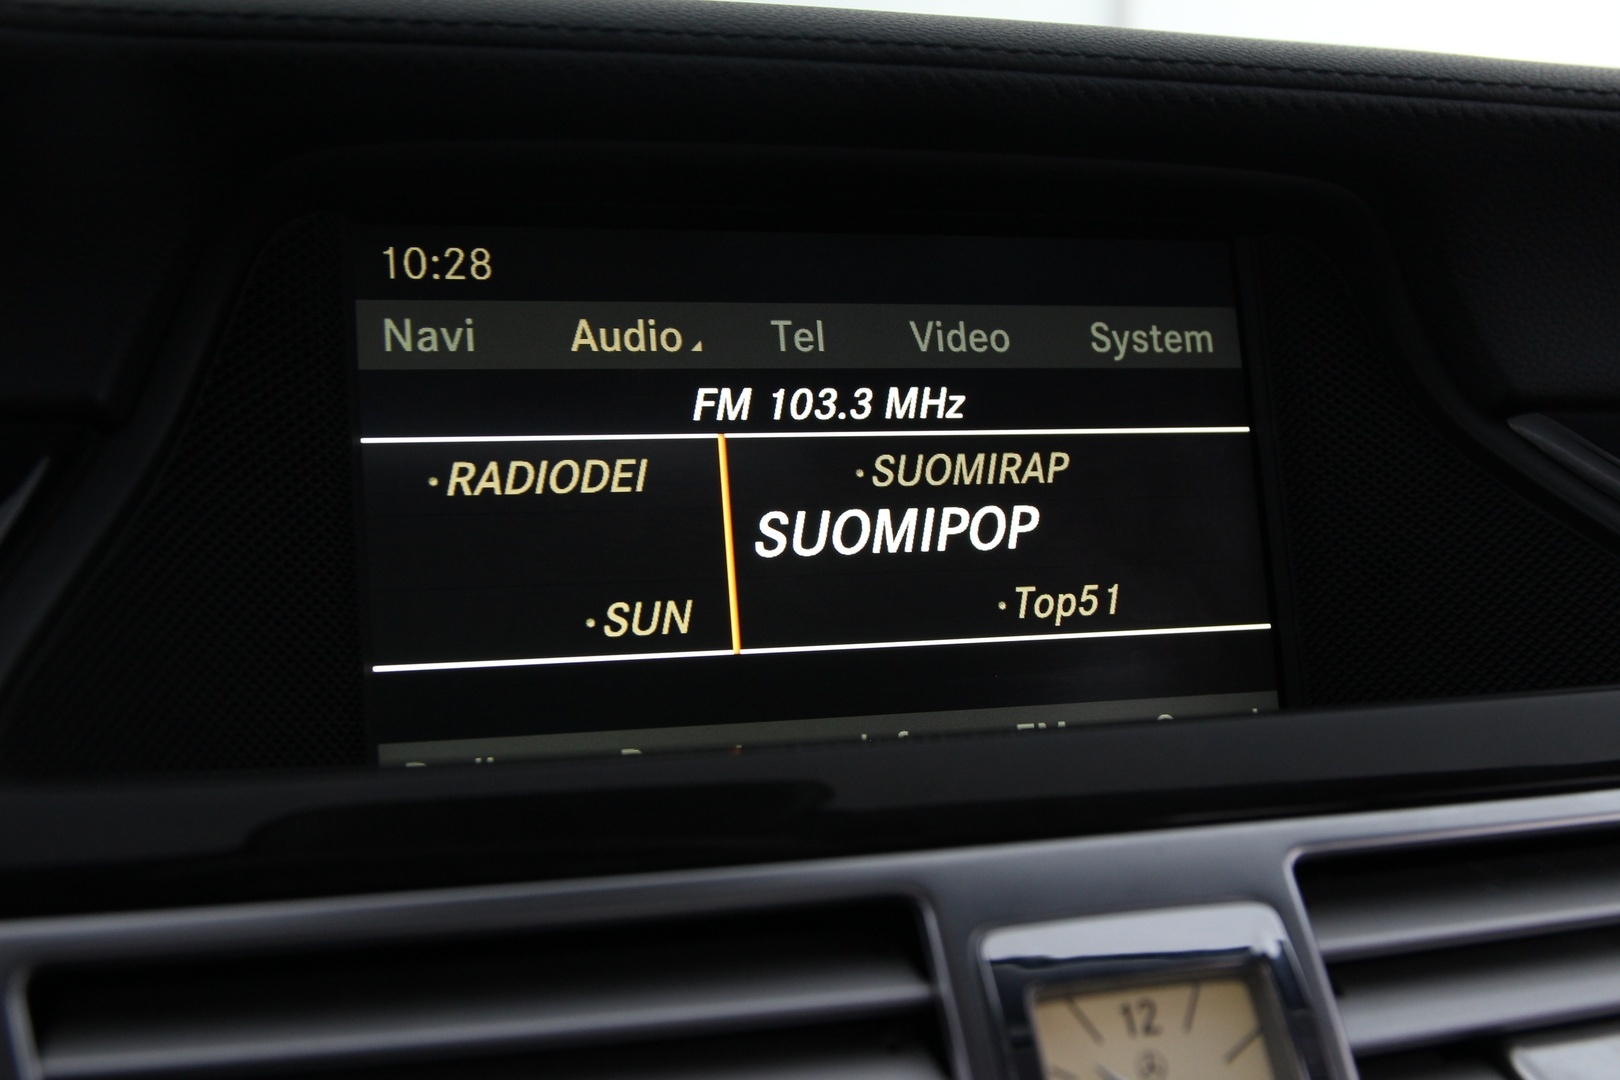 10:28
Navi Audio Tel Video System
FM 103.3 MHz
·RADIODEI ·SUOMIRAP
SUOMIPOP
·SUN ·Top51
12